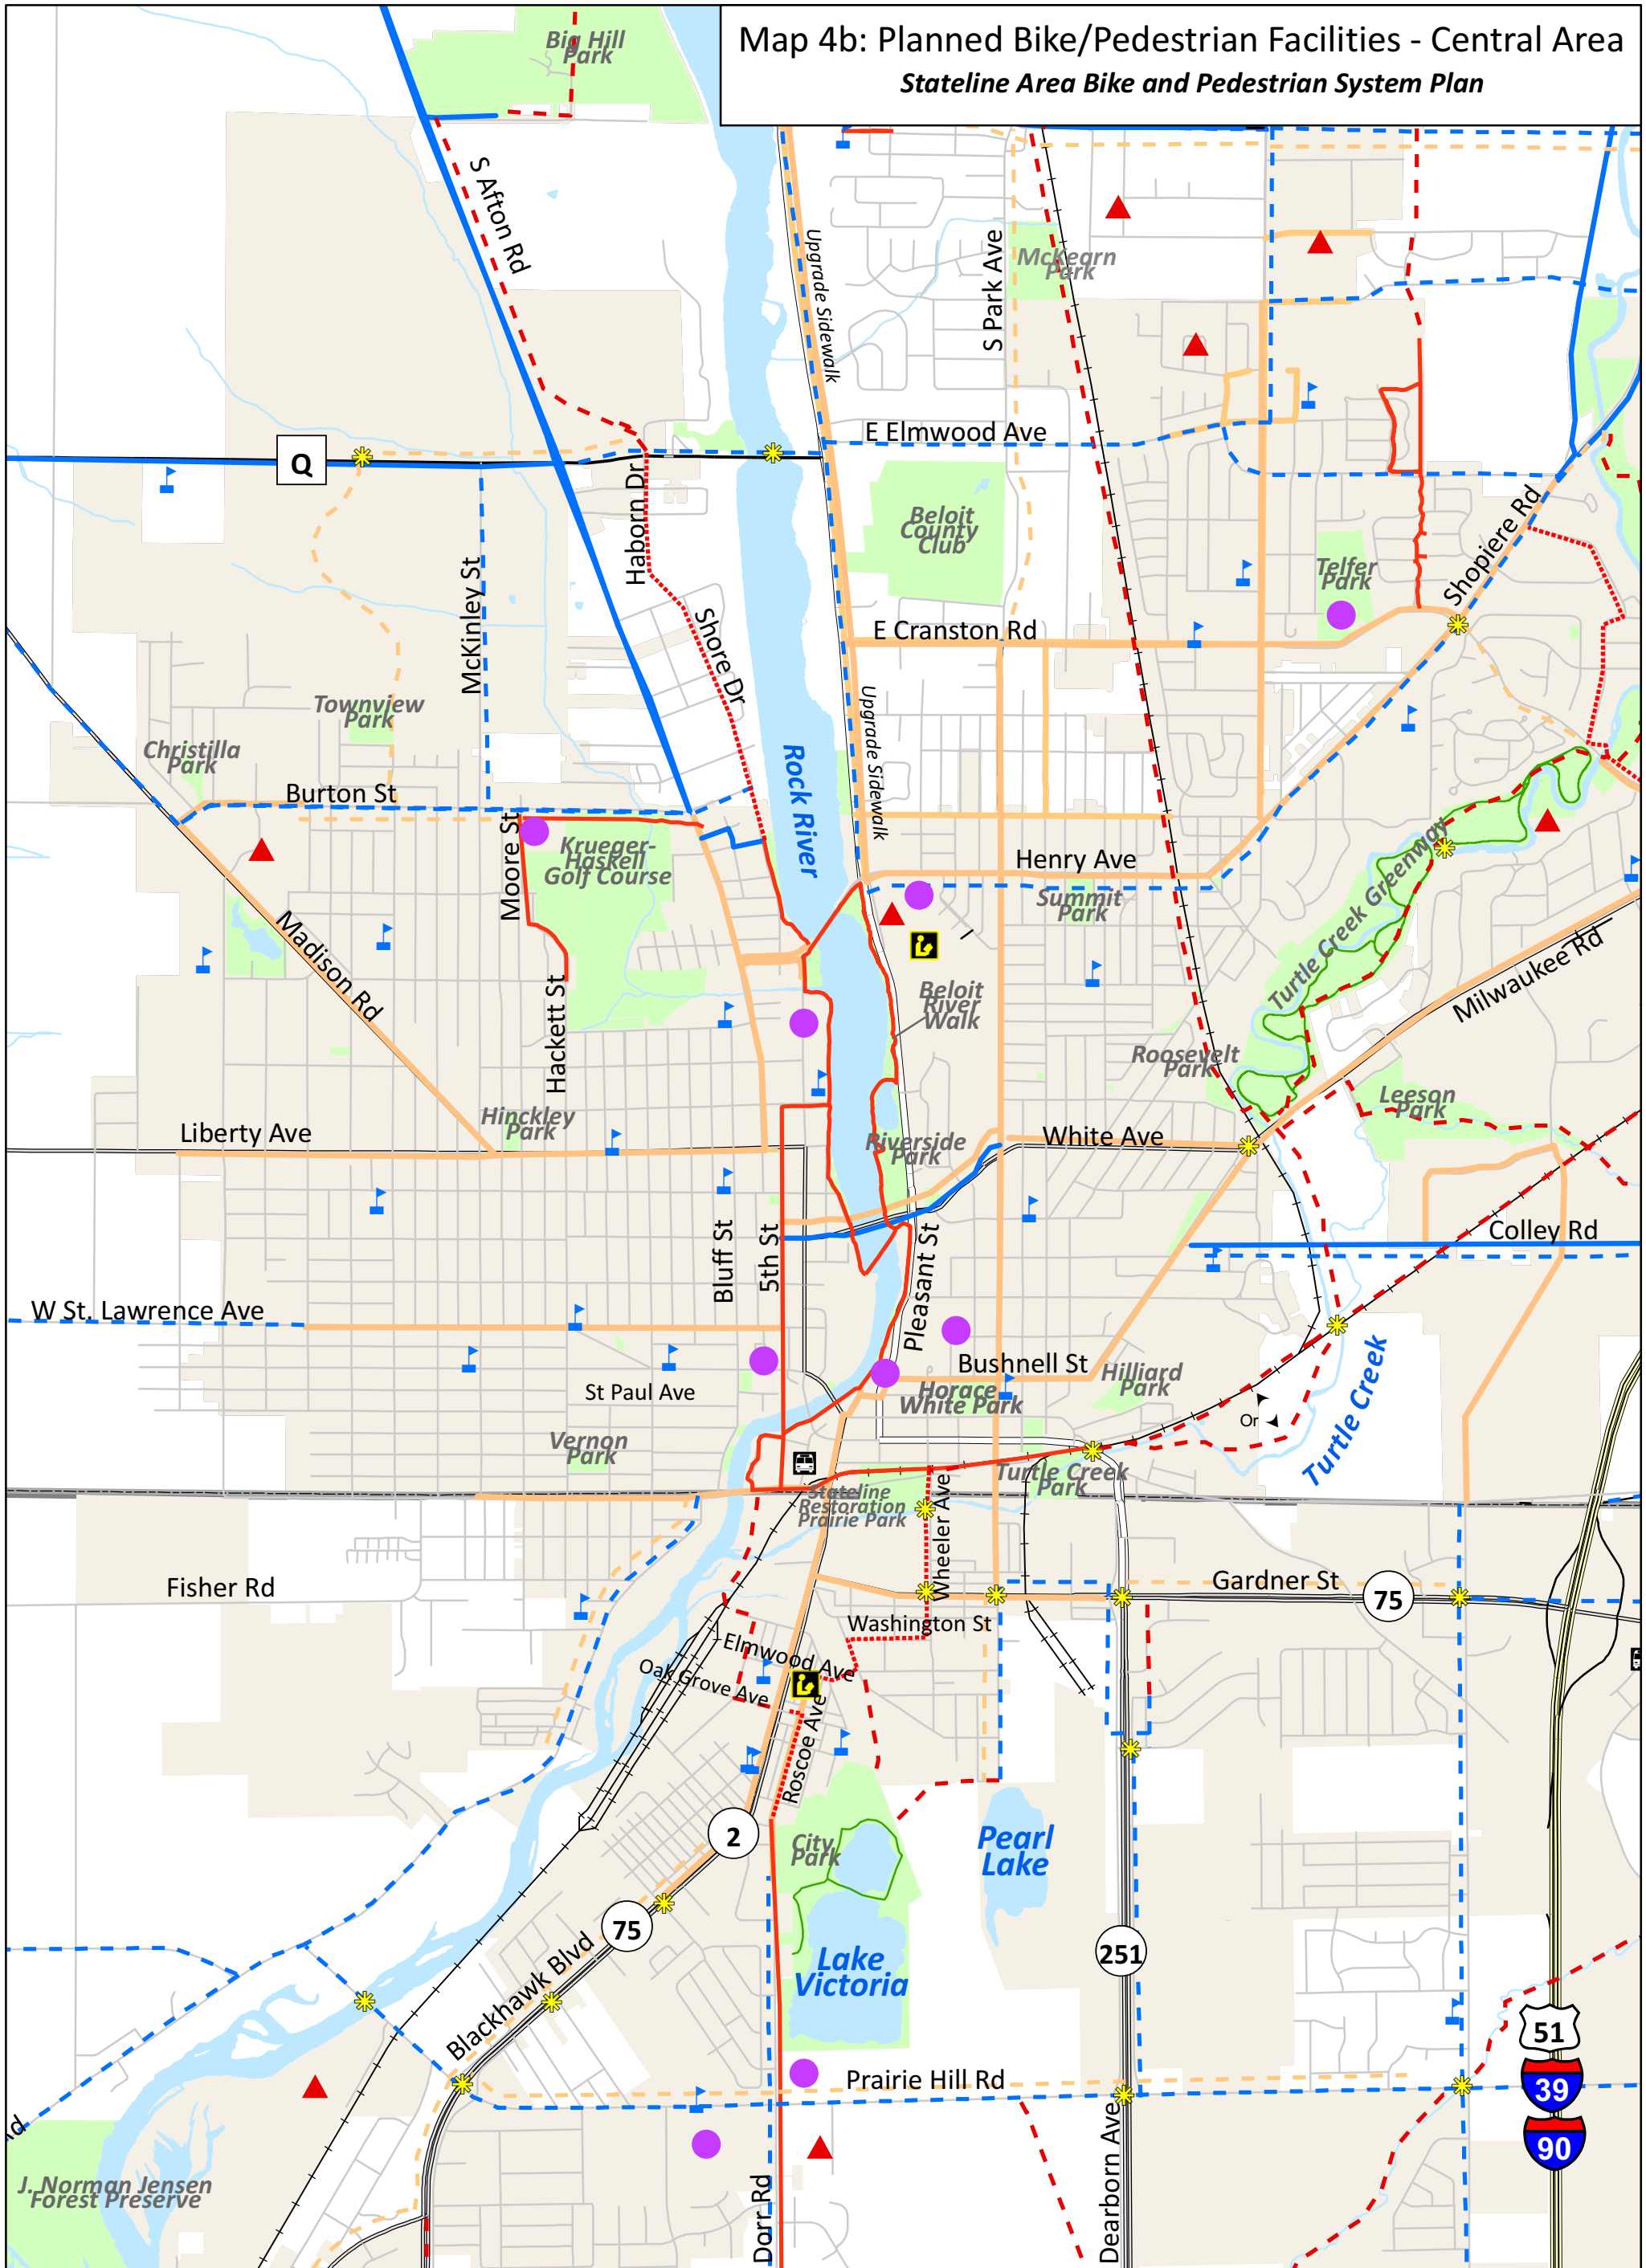 Map 4b: Planned Bike/Pedestrian Facilities - Central Area
Stateline Area Bike and Pedestrian System Plan
Big Hill
Park
S Afton Rd
Upgrade Sidewalk
S Park Ave
McKearn
Park
Q
E Elmwood Ave
Haborn Dr
Beloit
County
Club
McKinley St
Shopiere Rd
Telfer
Park
E Cranston Rd
Shore Dr
Townview
Park
Christilla
Park
Upgrade Sidewalk
Rock River
Burton St
Moore St
Krueger-
Haskell
Golf Course
Henry Ave
Summit
Park
Turtle Creek Greenway
Madison Rd
Milwaukee Rd
Hackett St
Beloit
River
Walk
Roosevelt
Park
Leeson
Park
Hinckley
Park
Liberty Ave
Riverside
Park
White Ave
Bluff St
5th St
Pleasant St
Colley Rd
W St. Lawrence Ave
Bushnell St
Hilliard
Park
St Paul Ave
Horace
White Park
Or
Turtle Creek
Vernon
Park
Turtle Creek
Park
Stateline
Restoration
Prairie Park
Wheeler Ave
Fisher Rd
Gardner St
75
Washington St
Elmwood Ave
Oak Grove Ave
Roscoe Ave
2
City
Park
Pearl
Lake
75
251
Blackhawk Blvd
Lake
Victoria
51
39
90
Prairie Hill Rd
J. Norman Jensen
Forest Preserve
Dorr Rd
Dearborn Ave